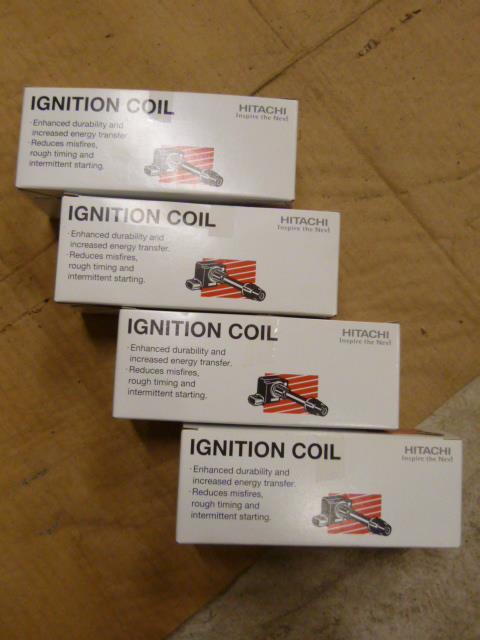 IGNITION COIL
HITACHI
Inspire the Next
· Enhanced durability and
increased energy transfer.
· Reduces misfires,
rough timing and
intermittent starting.
IGNITION COIL
HITACHI
Inspire the Next
· Enhanced durability and
increased energy transfer.
· Reduces misfires,
rough timing and
intermittent starting.
IGNITION COIL
HITACHI
Inspire the Next
· Enhanced durability and
increased energy transfer.
· Reduces misfires,
rough timing and
intermittent starting.
IGNITION COIL
HITACHI
Inspire the Next
· Enhanced durability and
increased energy transfer.
· Reduces misfires,
rough timing and
intermittent starting.